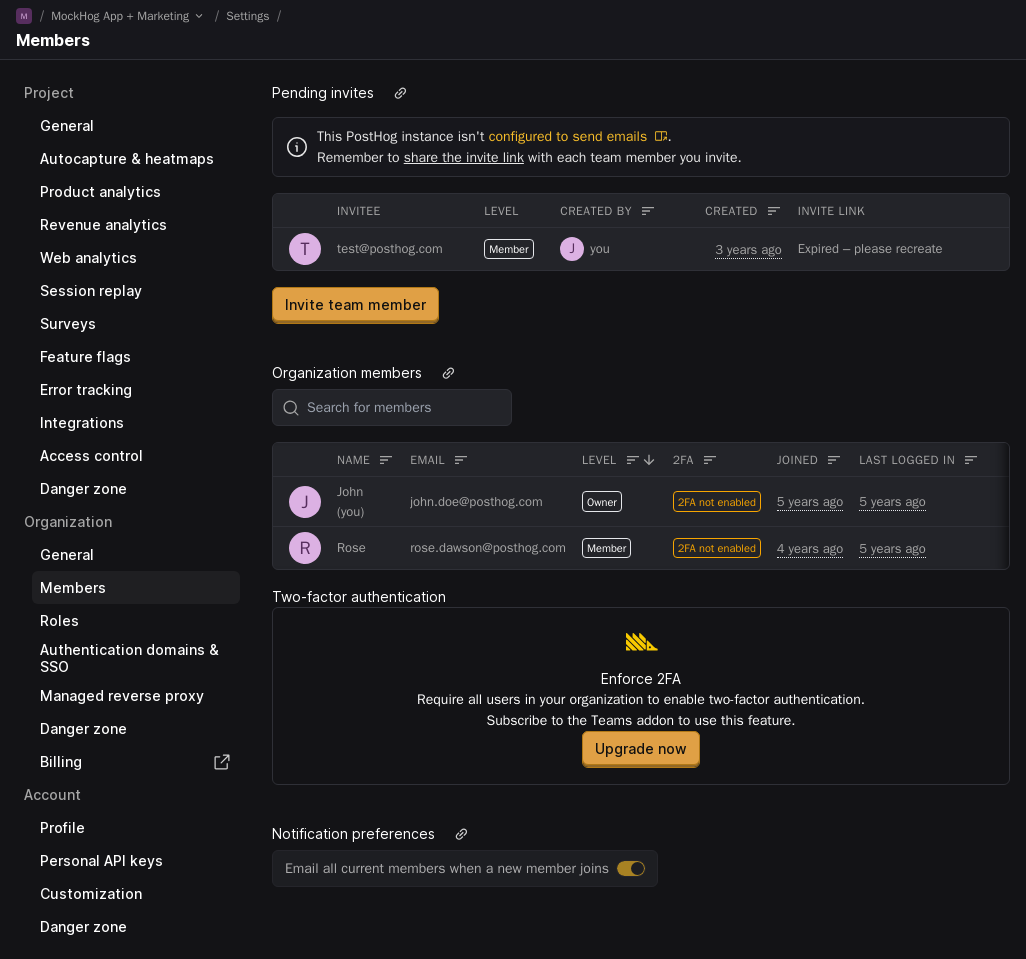 M / MockHog App + Marketing / Settings /
Members
Project
General
Autocapture & heatmaps
Product analytics
Revenue analytics
Web analytics
Session replay
Surveys
Feature flags
Error tracking
Integrations
Access control
Danger zone
Organization
General
Members
Roles
Authentication domains &
SSO
Managed reverse proxy
Danger zone
Billing
Account
Profile
Personal API keys
Customization
Danger zone
Pending invites
This PostHog instance isn't configured to send emails .
Remember to share the invite link with each team member you invite.
INVITEE LEVEL CREATED BY CREATED INVITE LINK
T test@posthog.com Member J you 3 years ago Expired – please recreate
Invite team member
Organization members
Search for members
NAME EMAIL LEVEL 2FA JOINED LAST LOGGED IN
J John
(you) john.doe@posthog.com Owner 2FA not enabled 5 years ago 5 years ago
R Rose rose.dawson@posthog.com Member 2FA not enabled 4 years ago 5 years ago
Two-factor authentication
Enforce 2FA
Require all users in your organization to enable two-factor authentication.
Subscribe to the Teams addon to use this feature.
Upgrade now
Notification preferences
Email all current members when a new member joins